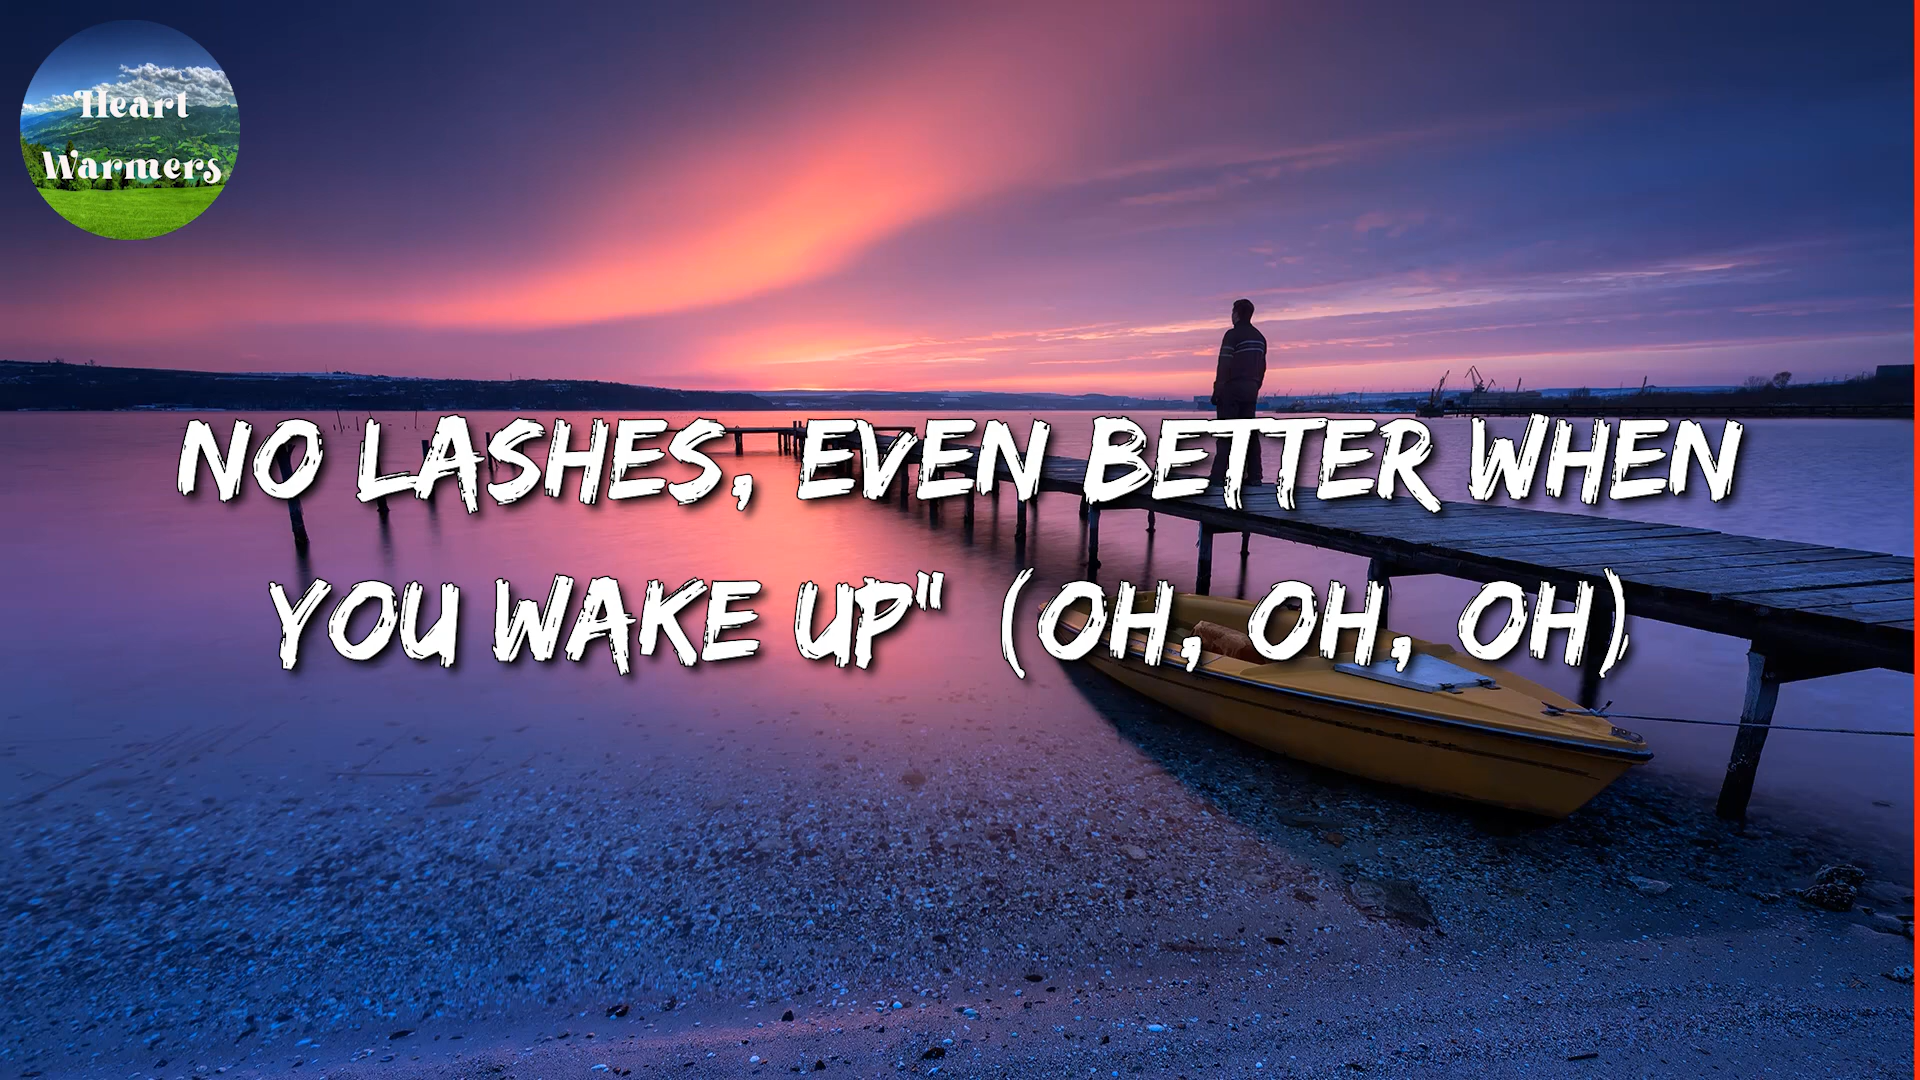 Heart
Warmers
NO LASHES, EVEN BETTER WHEN
YOU WAKE UP" (OH, OH, OH)